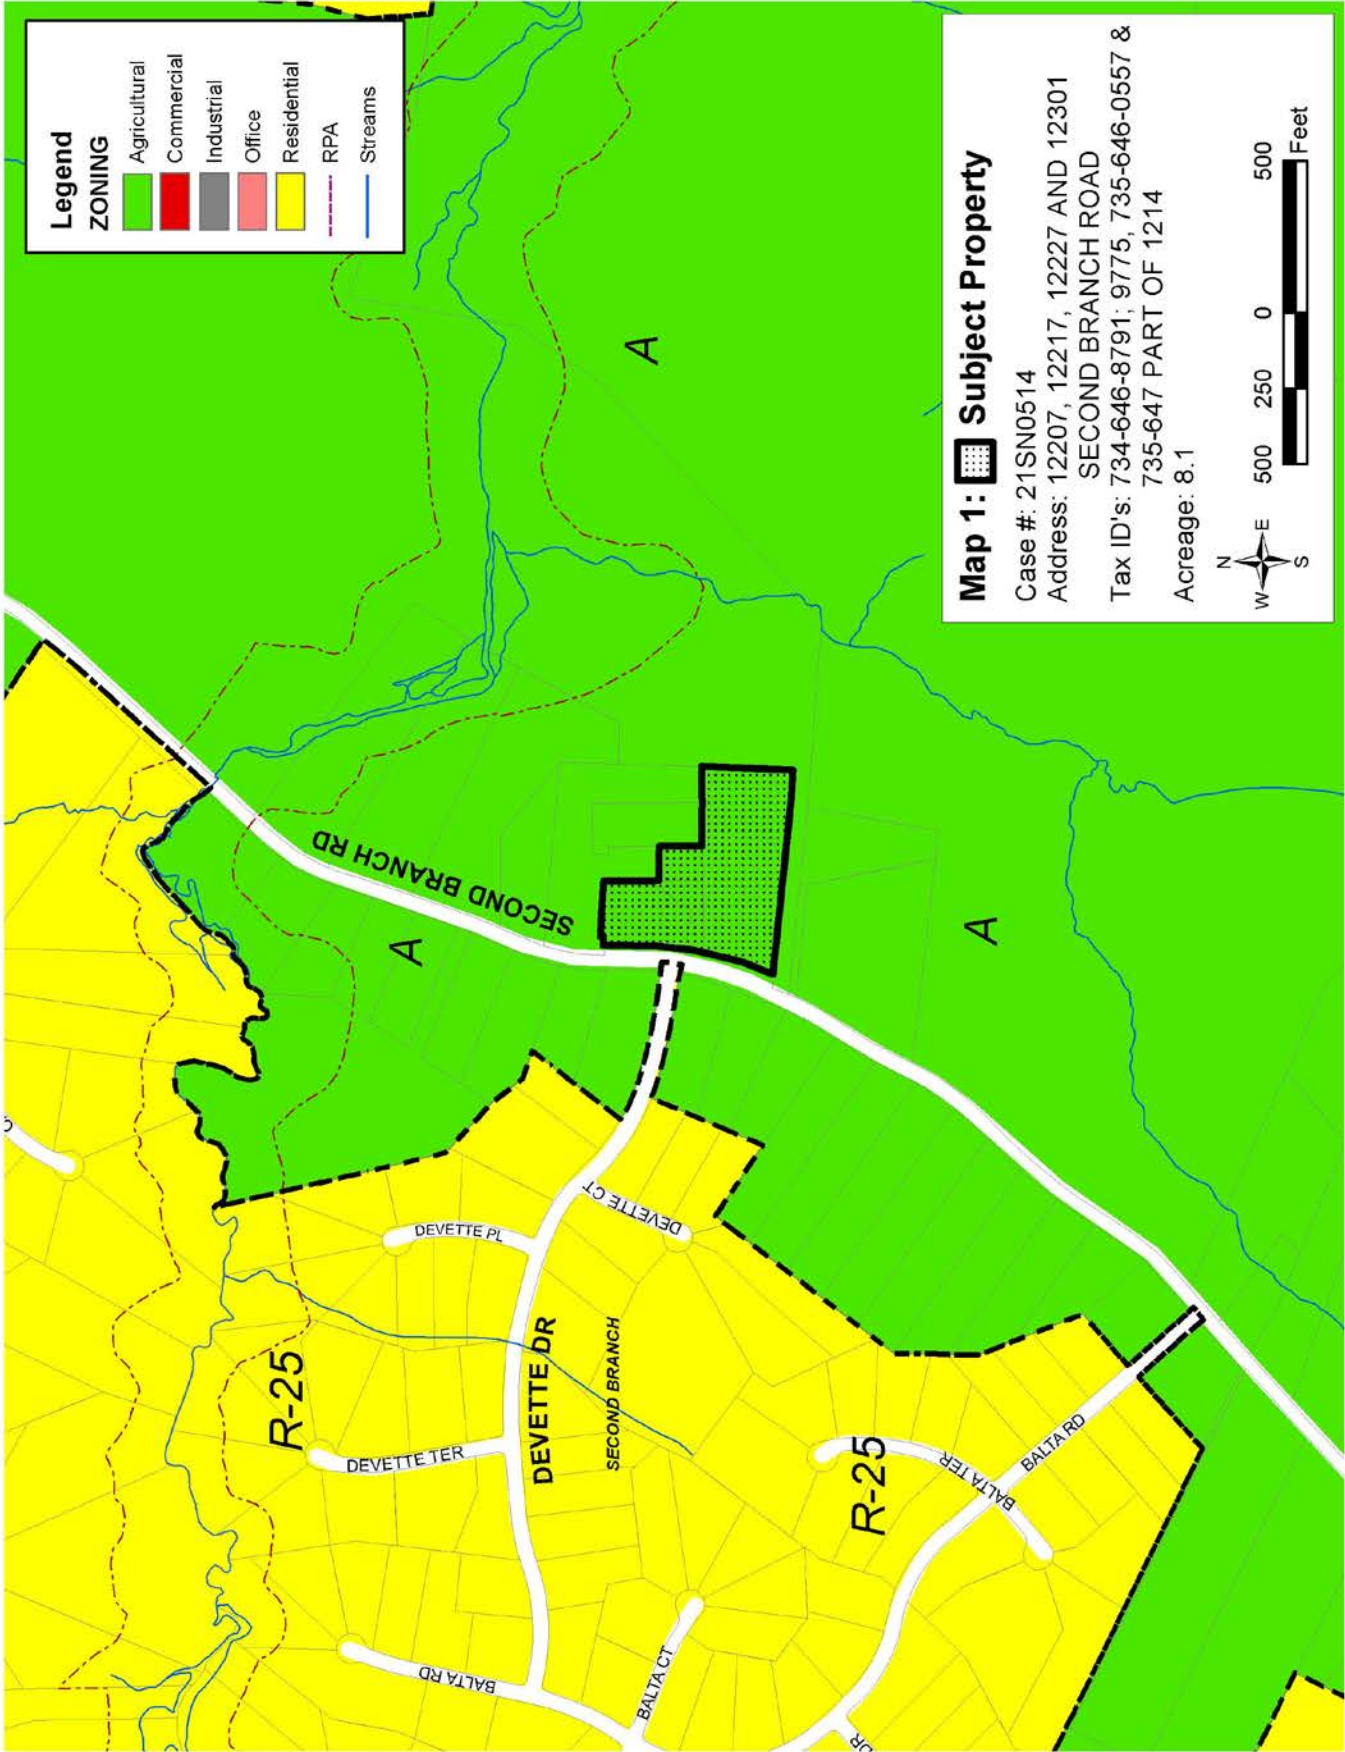 Legend
ZONING
Agricultural
Commercial
Industrial
Office
Residential
RPA
Streams
Map 1: Subject Property
Case #: 21SN0514
Address: 12207, 12217, 12227 AND 12301
SECOND BRANCH ROAD
Tax ID's: 734-646-8791; 9775, 735-646-0557 &
735-647 PART OF 1214
Acreage: 8.1
N
W E
S
500 250 0 500
Feet
SECOND BRANCH RD
A
A
A
R-25
R-25
DEVETTE PL
DEVETTE CT
DEVETTE DR
SECOND BRANCH
DEVETTE TER
BALTA RD
BALTA CT
BALTA TER
BALTA TER
BALTA RD
DR